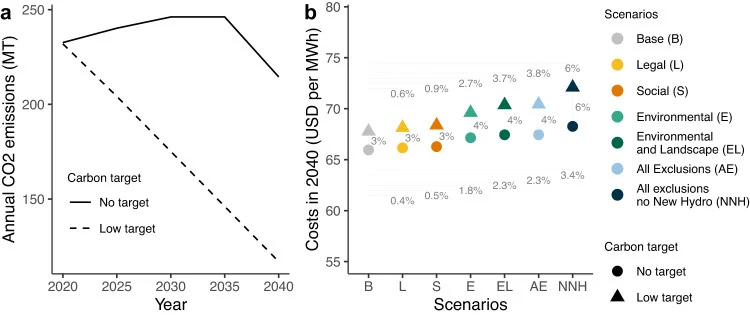 a
Annual CO2 emissions (MT)
250
200
150
Carbon target
No target
Low target
2020 2025 2030 2035 2040
Year
b
Costs in 2040 (USD per MWh)
80
75
70
65
60
55
0.6% 0.9% 2.7% 3.7% 3.8% 6%
3% 3% 3% 4% 4% 4% 6%
0.4% 0.5% 1.8% 2.3% 2.3% 3.4%
B L S E EL AE NNH
Scenarios
Scenarios
Base (B)
Legal (L)
Social (S)
Environmental (E)
Environmental
and Landscape (EL)
All Exclusions (AE)
All exclusions
no New Hydro (NNH)
Carbon target
No target
Low target